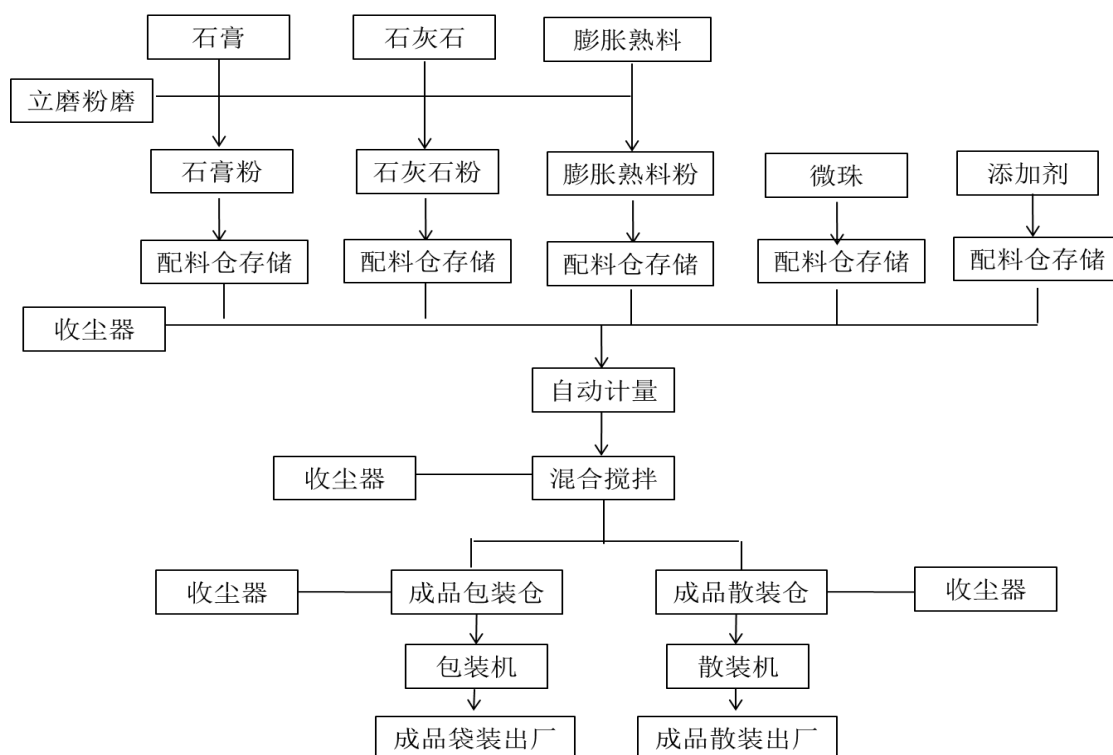 石膏
石灰石
膨胀熟料
立磨粉磨
石膏粉
石灰石粉
膨胀熟料粉
微珠
添加剂
配料仓存储
配料仓存储
配料仓存储
配料仓存储
配料仓存储
收尘器
自动计量
收尘器
混合搅拌
收尘器
成品包装仓
成品散装仓
收尘器
包装机
散装机
成品袋装出厂
成品散装出厂